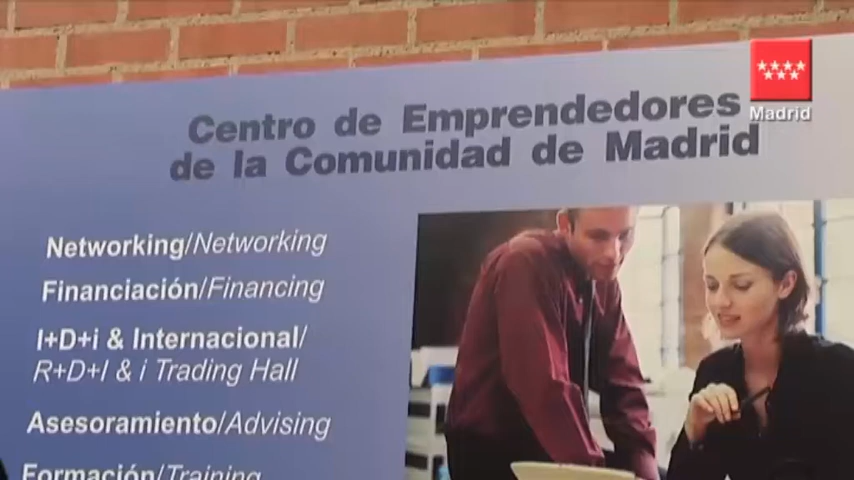 Madrid
Centro de Emprendedores
de la Comunidad de Madrid
Networking/Networking
Financiación/Financing
I+D+i & Internacional/
R+D+I & i Trading Hall
Asesoramiento/Advising
Formación/Training